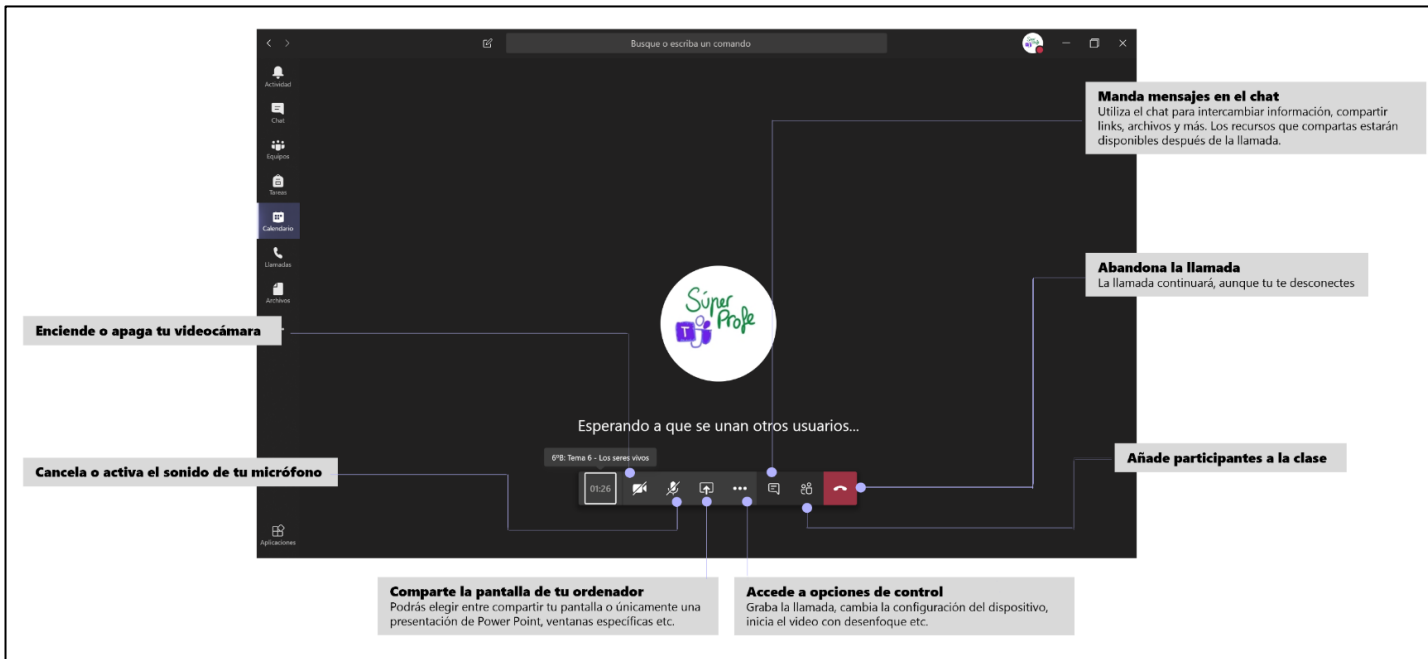 Busque o escriba un comando
Actividad
Chat
Equipos
Tareas
Calendario
Llamadas
Archivos
Aplicaciones
Manda mensajes en el chat
Utiliza el chat para intercambiar información, compartir
links, archivos y más. Los recursos que compartas estarán
disponibles después de la llamada.
Abandona la llamada
La llamada continuará, aunque tu te desconectes
Enciende o apaga tu videocámara
Súper
Profe
T
Esperando a que se unan otros usuarios...
6ºB: Tema 6 - Los seres vivos
01:26
Cancela o activa el sonido de tu micrófono
Añade participantes a la clase
Comparte la pantalla de tu ordenador
Podrás elegir entre compartir tu pantalla o únicamente una
presentación de Power Point, ventanas específicas etc.
Accede a opciones de control
Graba la llamada, cambia la configuración del dispositivo,
inicia el video con desenfoque etc.